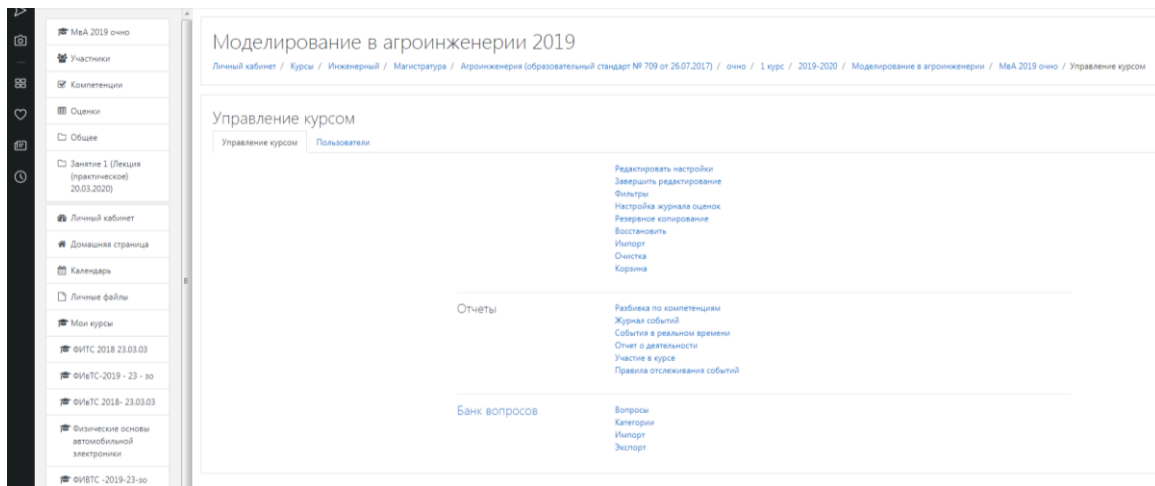 МвА 2019 очно
Участники
Компетенции
Оценки
Общее
Занятие 1 (Лекция
(практическое)
20.03.2020)
Личный кабинет
Домашняя страница
Календарь
Личные файлы
Мои курсы
ФИТС 2018 23.03.03
ФИвТС-2019 - 23 - зо
ФИвТС 2018- 23.03.03
Физические основы
автомобильной
электроники
ФИВТС -2019-23-зо
Моделирование в агроинженерии 2019
Личный кабинет / Курсы / Инженерный / Магистратура / Агроинженерия (образовательный стандарт № 709 от 26.07.2017) / очно / 1 курс / 2019-2020 / Моделирование в агроинженерии / МвА 2019 очно / Управление курсом
Управление курсом
Управление курсом Пользователи
Редактировать настройки
Завершить редактирование
Фильтры
Настройка журнала оценок
Резервное копирование
Восстановить
Импорт
Очистка
Корзина
Отчеты
Разбивка по компетенциям
Журнал событий
События в реальном времени
Отчет о деятельности
Участие в курсе
Правила отслеживания событий
Банк вопросов
Вопросы
Категории
Импорт
Экспорт